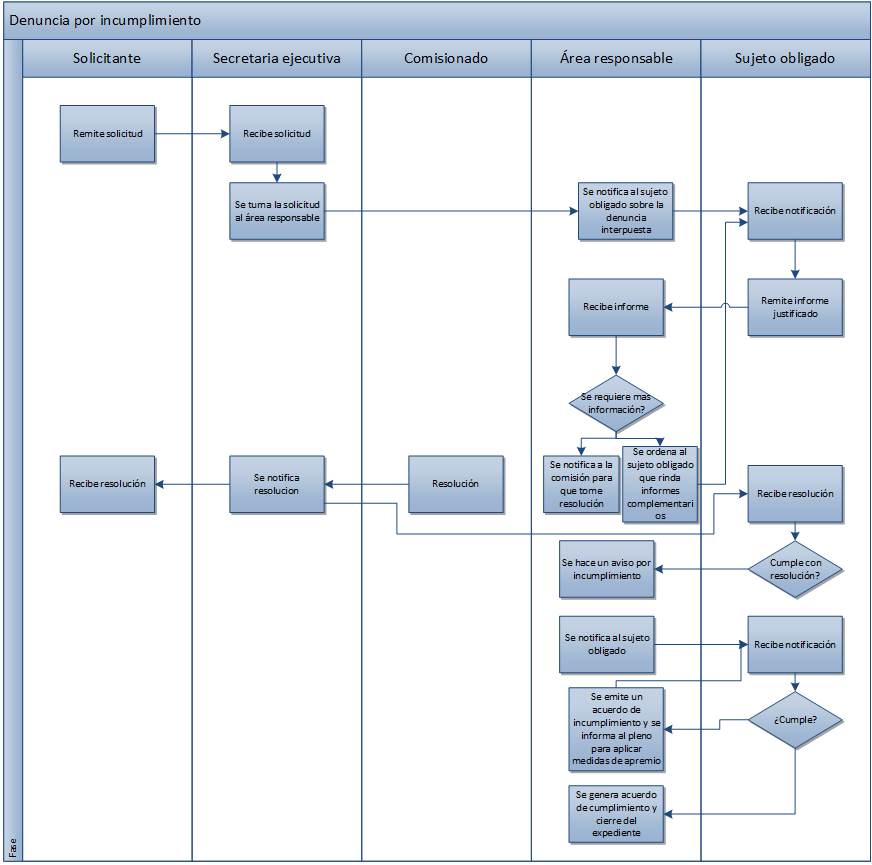 Denuncia por incumplimiento
Solicitante
Secretaria ejecutiva
Comisionado
Área responsable
Sujeto obligado
Remite solicitud
Recibe solicitud
Se turna la solicitud
al área responsable
Se notifica al sujeto
obligado sobre la
denuncia
interpuesta
Recibe notificación
Recibe informe
Remite informe
justificado
Se requiere mas
información?
Se notifica a la
comisión para
que tome
resolución
Se ordena al
sujeto obligado
que rinda
informes
complementari
os
Recibe resolución
Se notifica
resolucion
Resolución
Recibe resolución
Se hace un aviso por
incumplimiento
Cumple con
resolución?
Se notifica al sujeto
obligado
Recibe notificación
Se emite un
acuerdo de
incumplimiento y se
informa al pleno
para aplicar
medidas de apremio
¿Cumple?
Se genera acuerdo
de cumplimiento y
cierre del
expediente
Fase